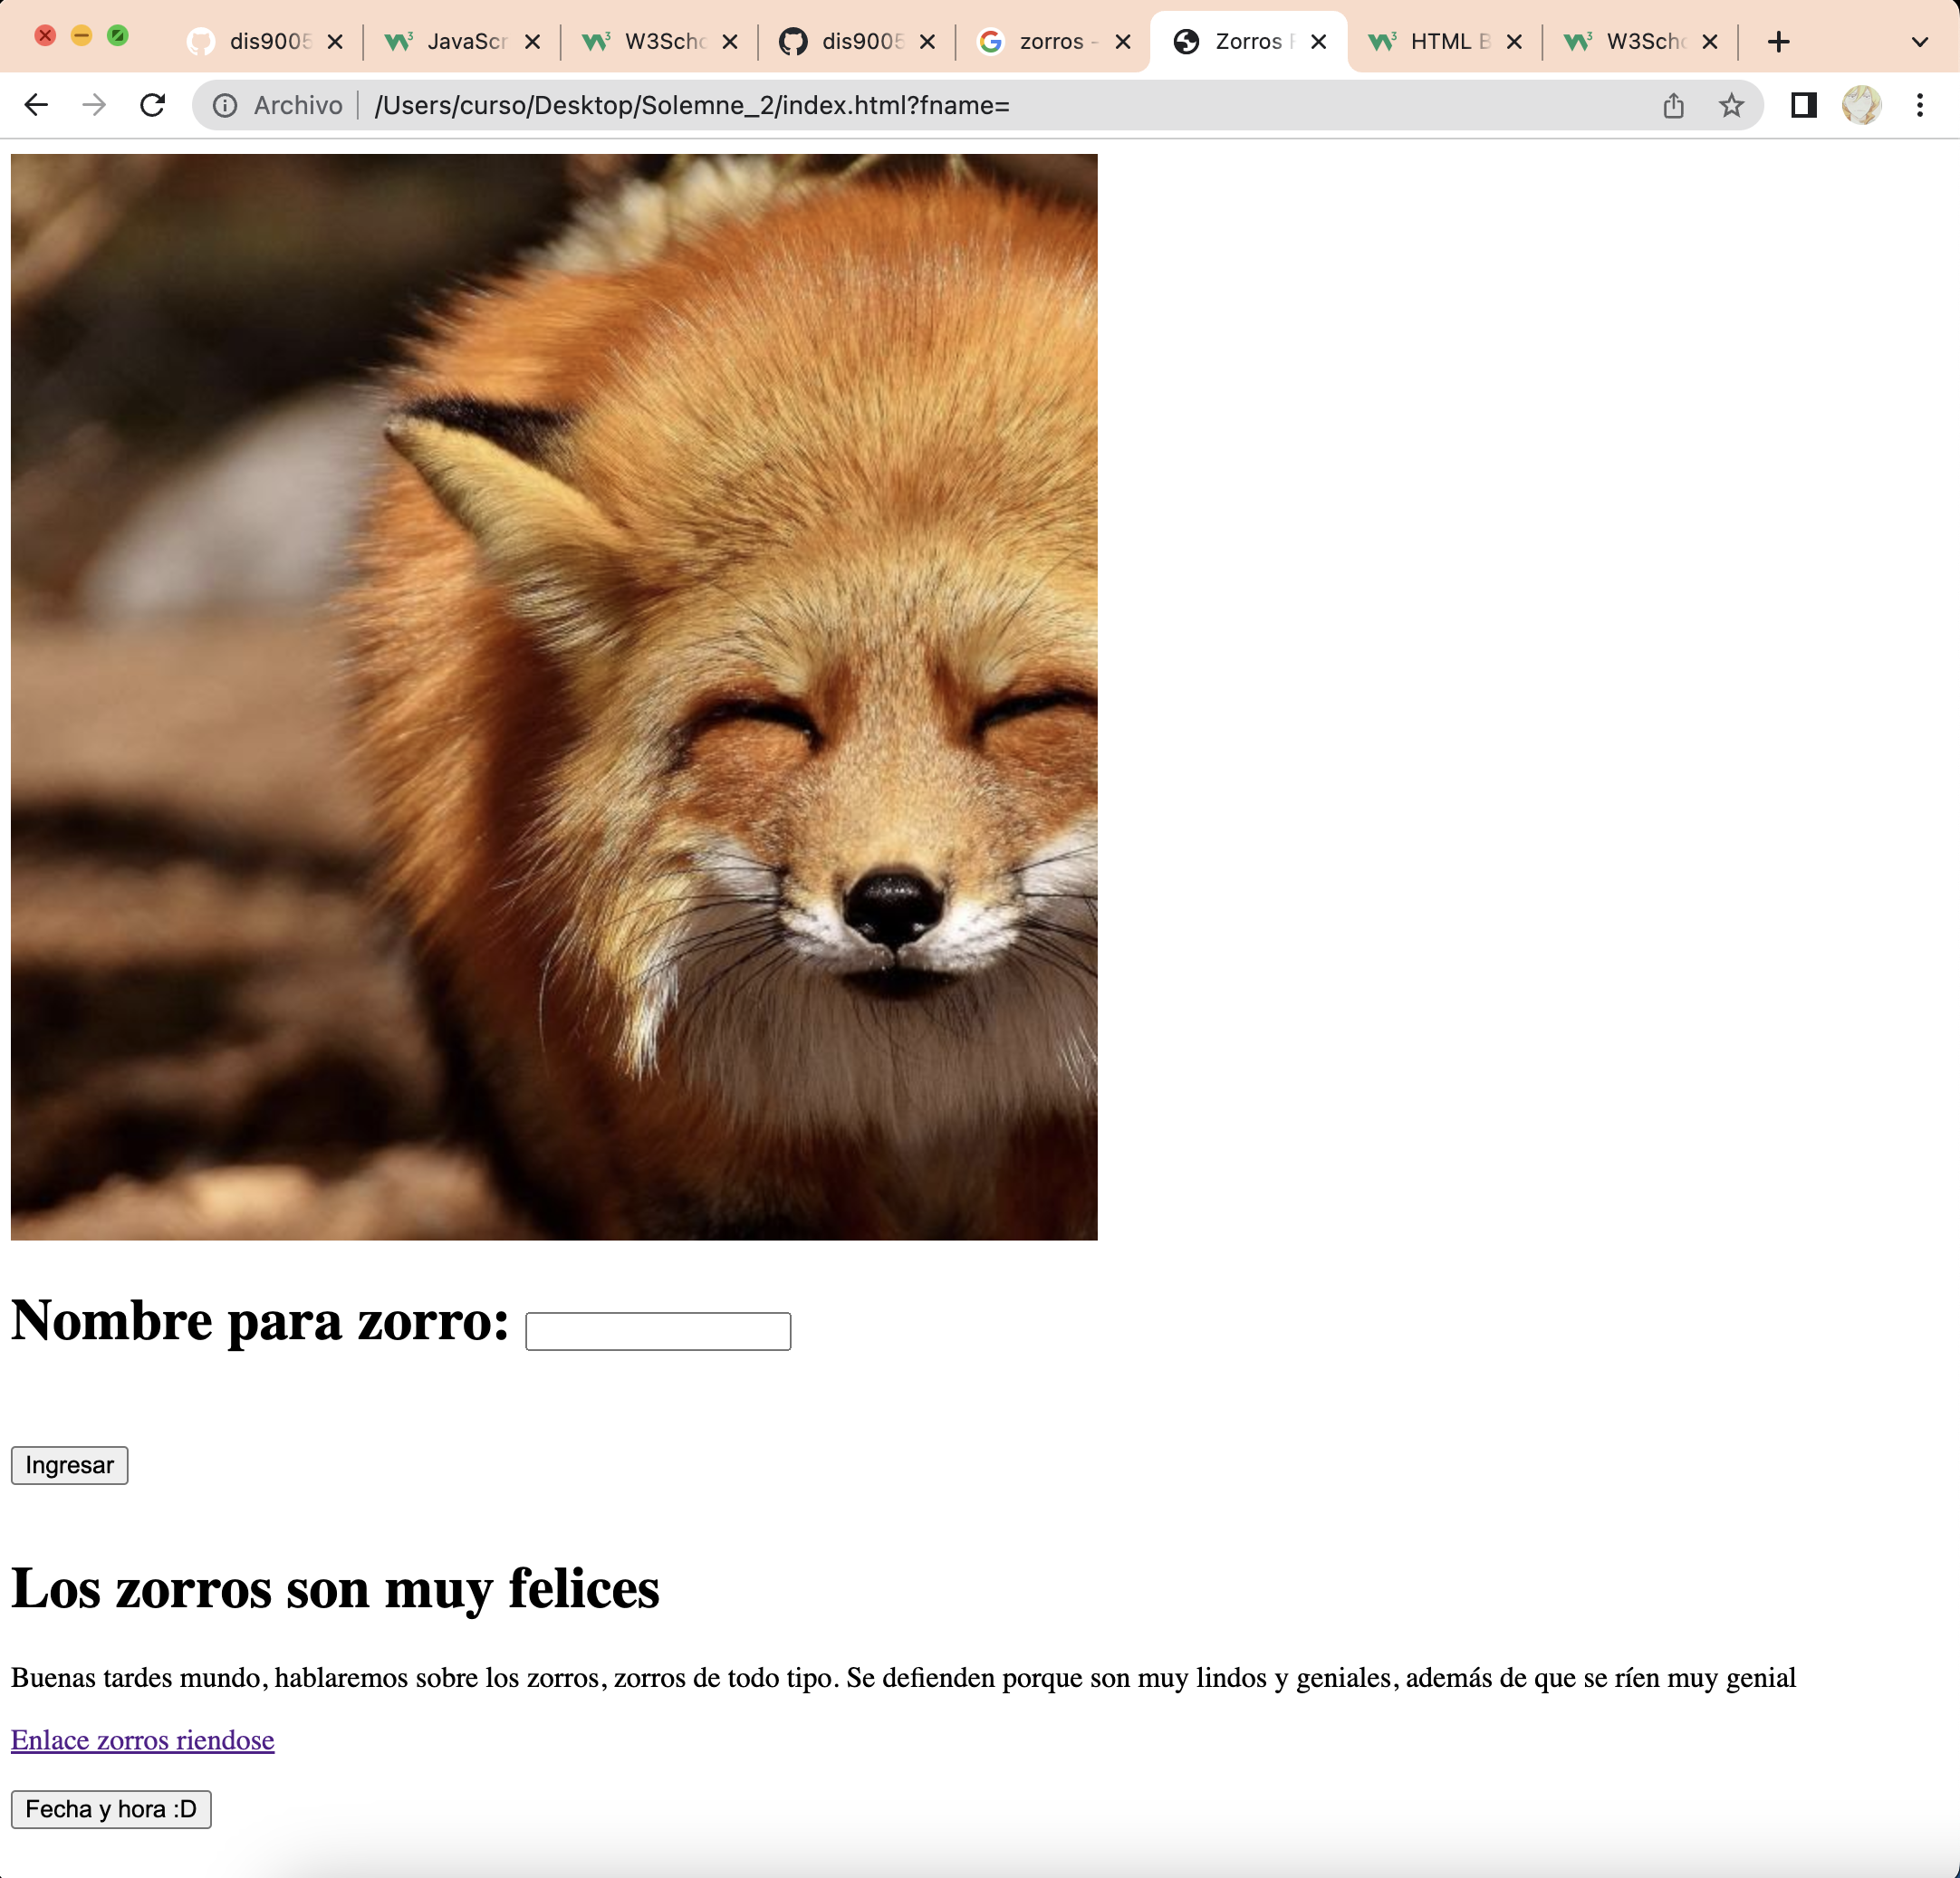 dis9005
JavaScr
W3Scho
dis9005
zorros -
Zorros
HTML B
W3Scho
Archivo
/Users/curso/Desktop/Solemne_2/index.html?fname=
Nombre para zorro:
Ingresar
Los zorros son muy felices
Buenas tardes mundo, hablaremos sobre los zorros, zorros de todo tipo. Se defienden porque son muy lindos y geniales, además de que se ríen muy genial
Enlace zorros riendose
Fecha y hora :D